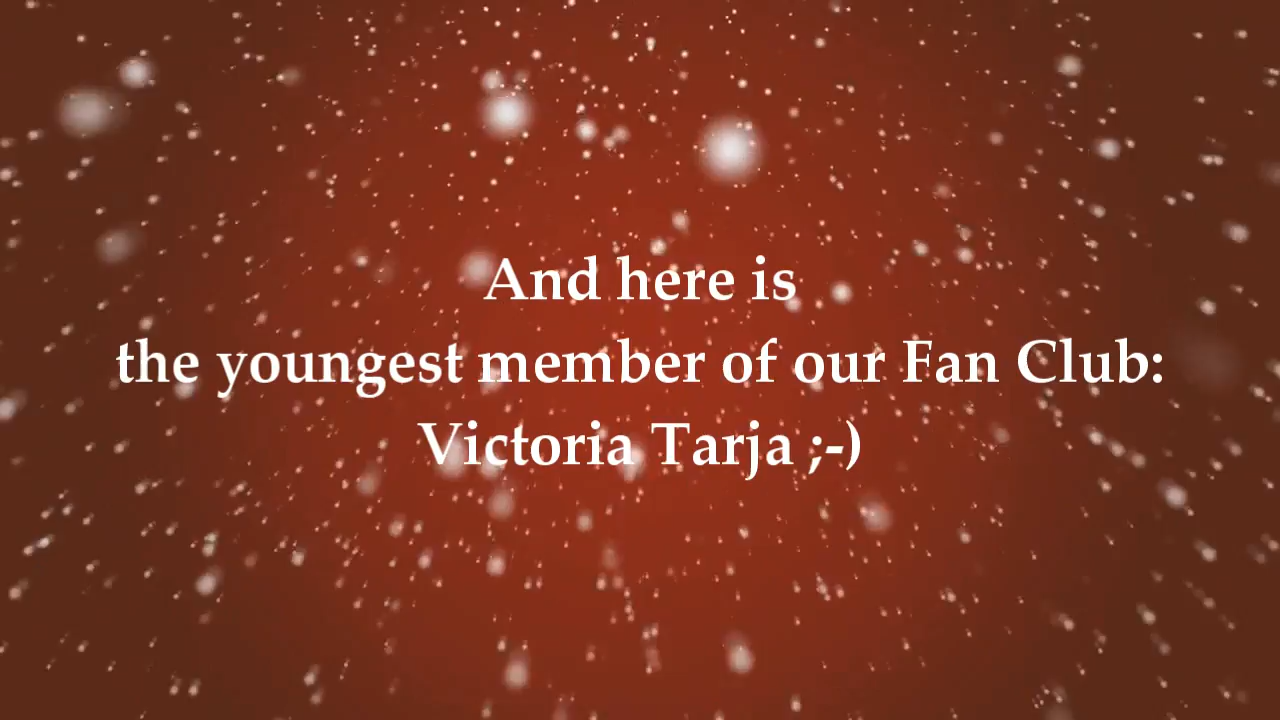 And here is
the youngest member of our Fan Club:
Victoria Tarja ;-)